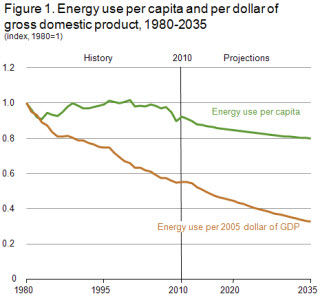 Figure 1. Energy use per capita and per dollar of
gross domestic product, 1980-2035
(index, 1980=1)
History 2010 Projections
1.2
1.0
Energy use per capita
0.8
0.6
0.4
Energy use per 2005 dollar of GDP
0.2
0
1980 1995 2010 2020 2035